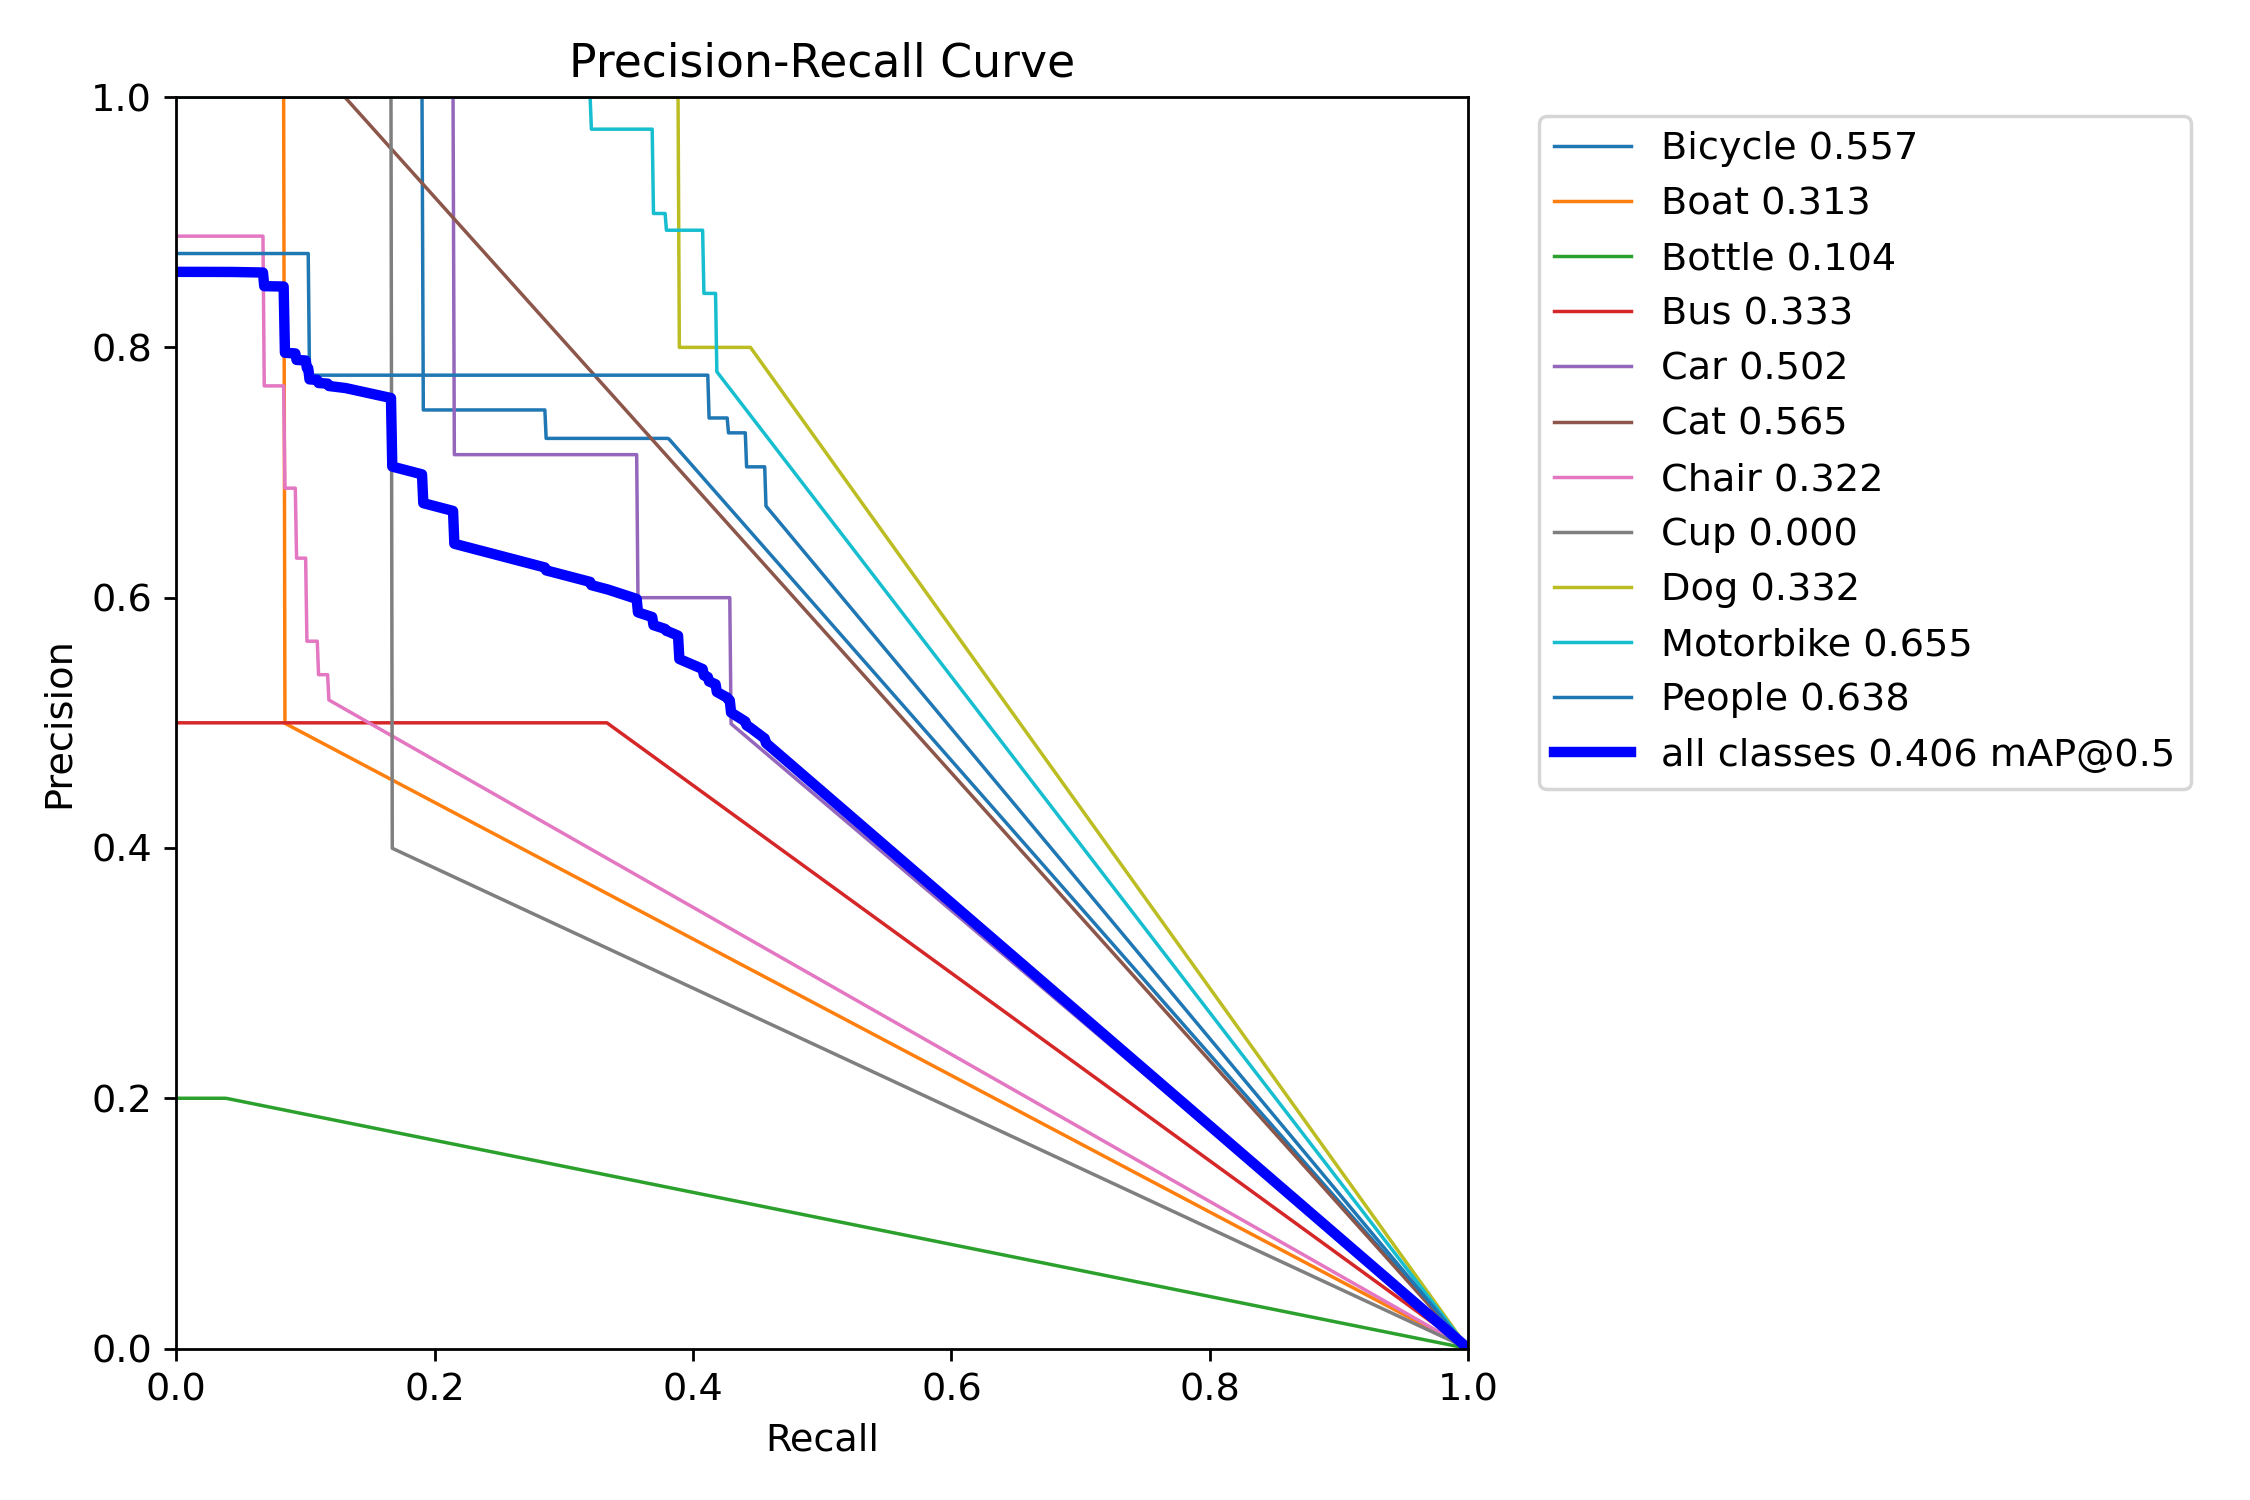 Precision-Recall Curve
1.0
0.8
0.6
0.4
0.2
0.0
Precision
0.0 0.2 0.4 0.6 0.8 1.0
Recall
Bicycle 0.557
Boat 0.313
Bottle 0.104
Bus 0.333
Car 0.502
Cat 0.565
Chair 0.322
Cup 0.000
Dog 0.332
Motorbike 0.655
People 0.638
all classes 0.406 mAP@0.5